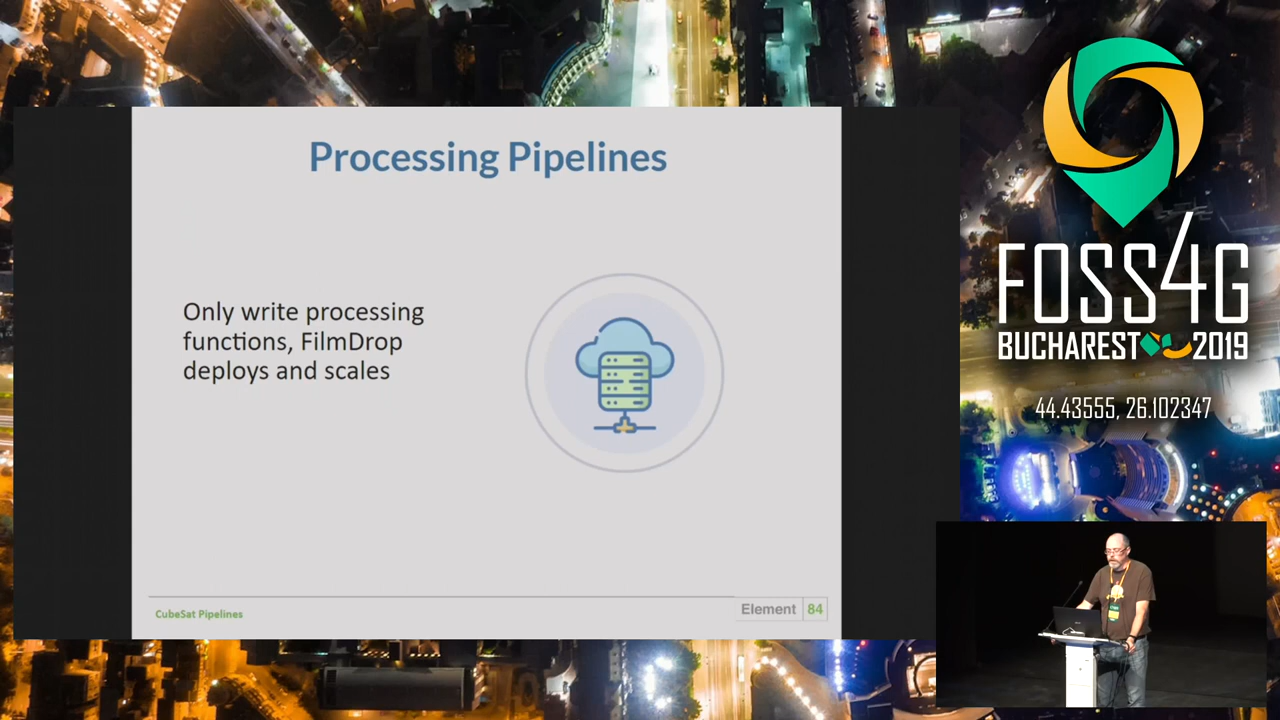 Processing Pipelines
Only write processing
functions, FilmDrop
deploys and scales
CubeSat Pipelines
Element 84
FOSS4G
BUCHAREST 2019
44.43555, 26.102347